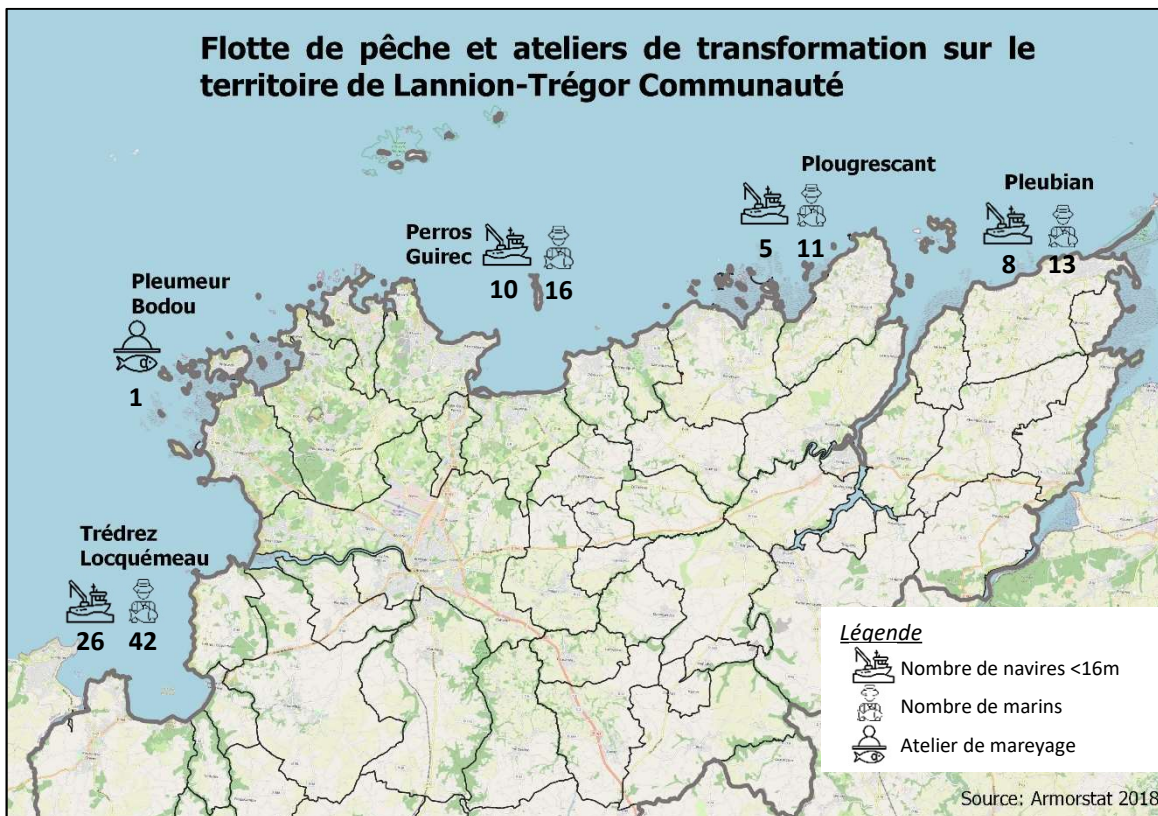 Flotte de pêche et ateliers de transformation sur le
territoire de Lannion-Trégor Communauté
Plougrescant
5 11
Pleubian
8 13
Perros
Guirec
10 16
Pleumeur
Bodou
1
Trédrez
Locquémeau
26 42
Légende
Nombre de navires <16m
Nombre de marins
Atelier de mareyage
Source: Armorstat 2018